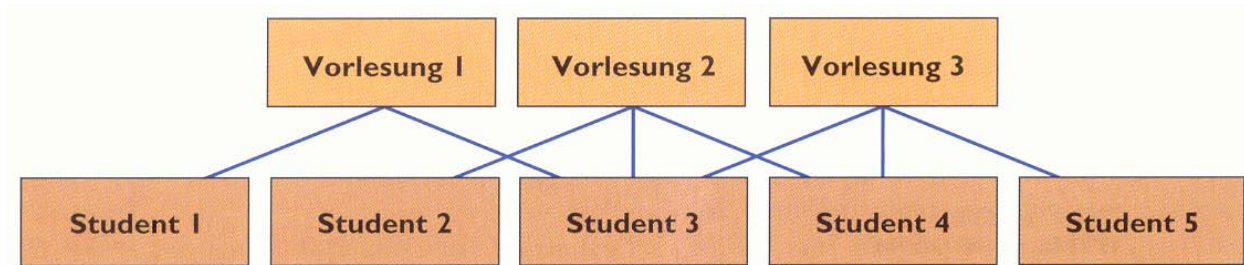 Vorlesung 1
Vorlesung 2
Vorlesung 3
Student 1
Student 2
Student 3
Student 4
Student 5